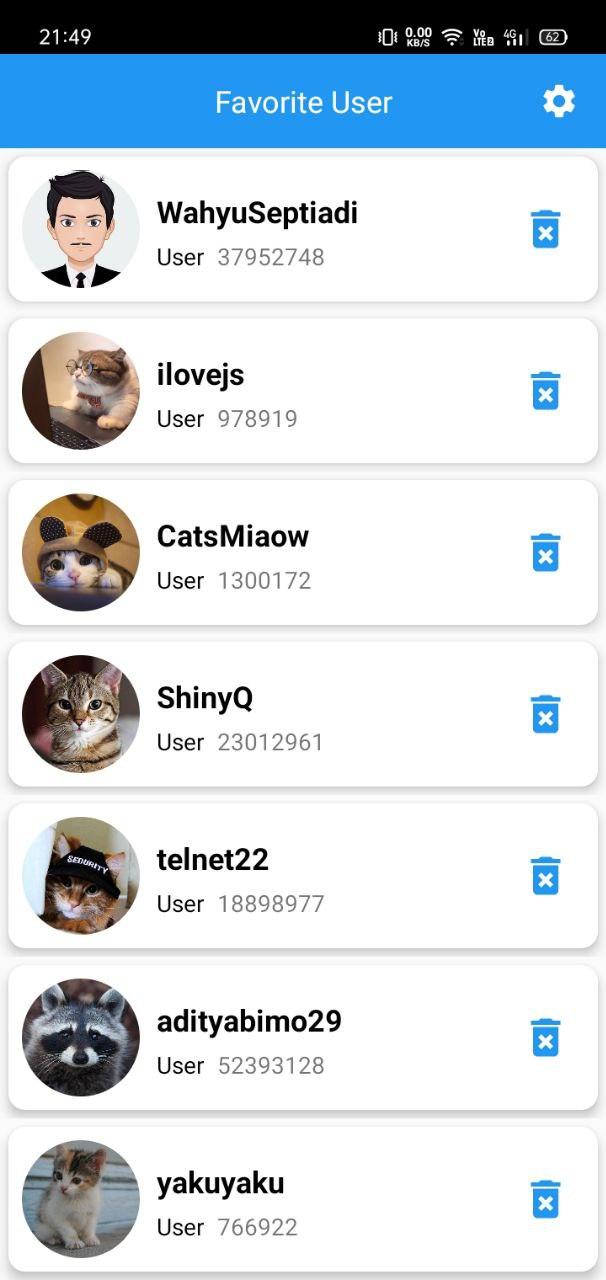 21:49 0.00 KB/S Vo LTE2 4G 62
Favorite User
WahyuSeptiadi
User 37952748
ilovejs
User 978919
CatsMiaow
User 1300172
ShinyQ
User 23012961
SECURITY
telnet22
User 18898977
adityabimo29
User 52393128
yakuyaku
User 766922